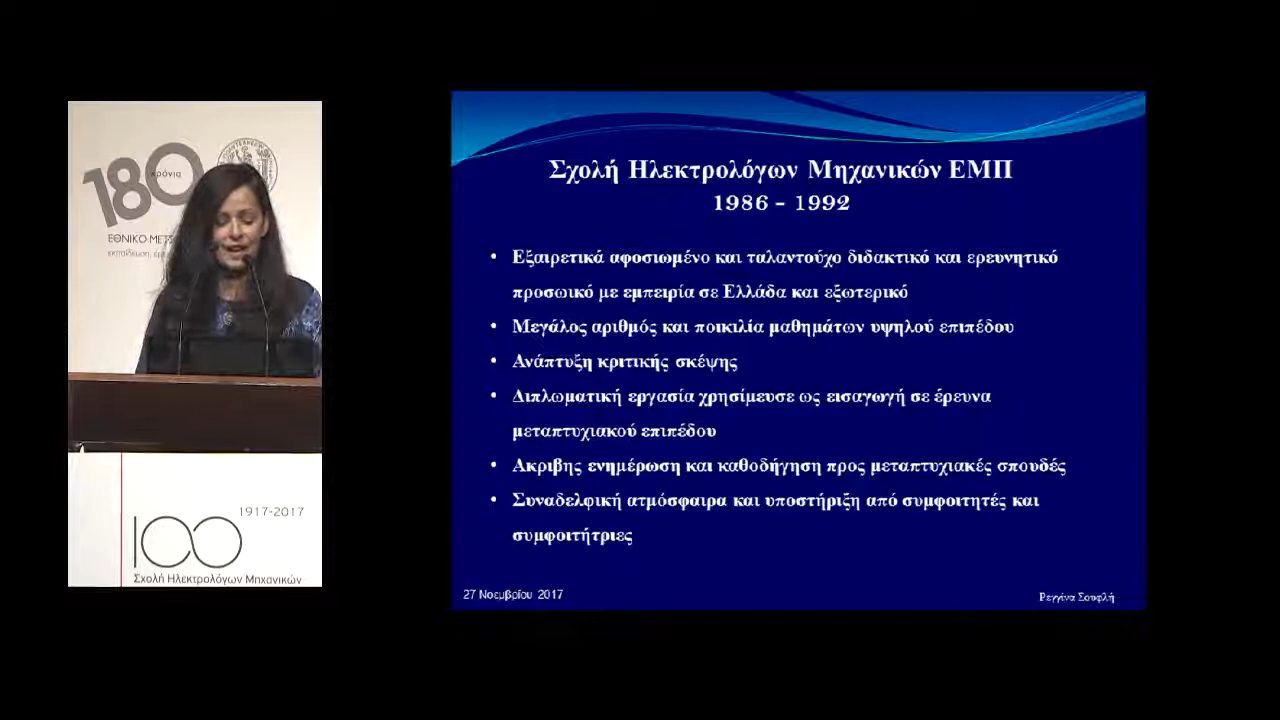 180
χρόνια
ΕΘΝΙΚΟ
εκπαίδευση,
1917-2017
100
Σχολή Ηλεκτρολόγων Μηχανικών
Σχολή Ηλεκτρολόγων Μηχανικών ΕΜΠ
1986 - 1992
• Εξαιρετικά αφοσιωμένο και ταλαντούχο διδακτικό και ερευνητικό
προσωικό με εμπειρία σε Ελλάδα και εξωτερικό
• Μεγάλος αριθμός και ποικιλία μαθημάτων υψηλού επιπέδου
• Ανάπτυξη κριτικής σκέψης
• Διπλωματική εργασία χρησίμευσε ως εισαγωγή σε έρευνα
μεταπτυχιακού επιπέδου
• Ακριβης ενημέρωση και καθοδήγηση προς μεταπτυχιακές σπουδές
• Συναδελφική ατμόσφαιρα και υποστήριξη από συμφοιτητές και
συμφοιτήτριες
27 Νοεμβρίου 2017
Ρεγγίνα Σουφλή